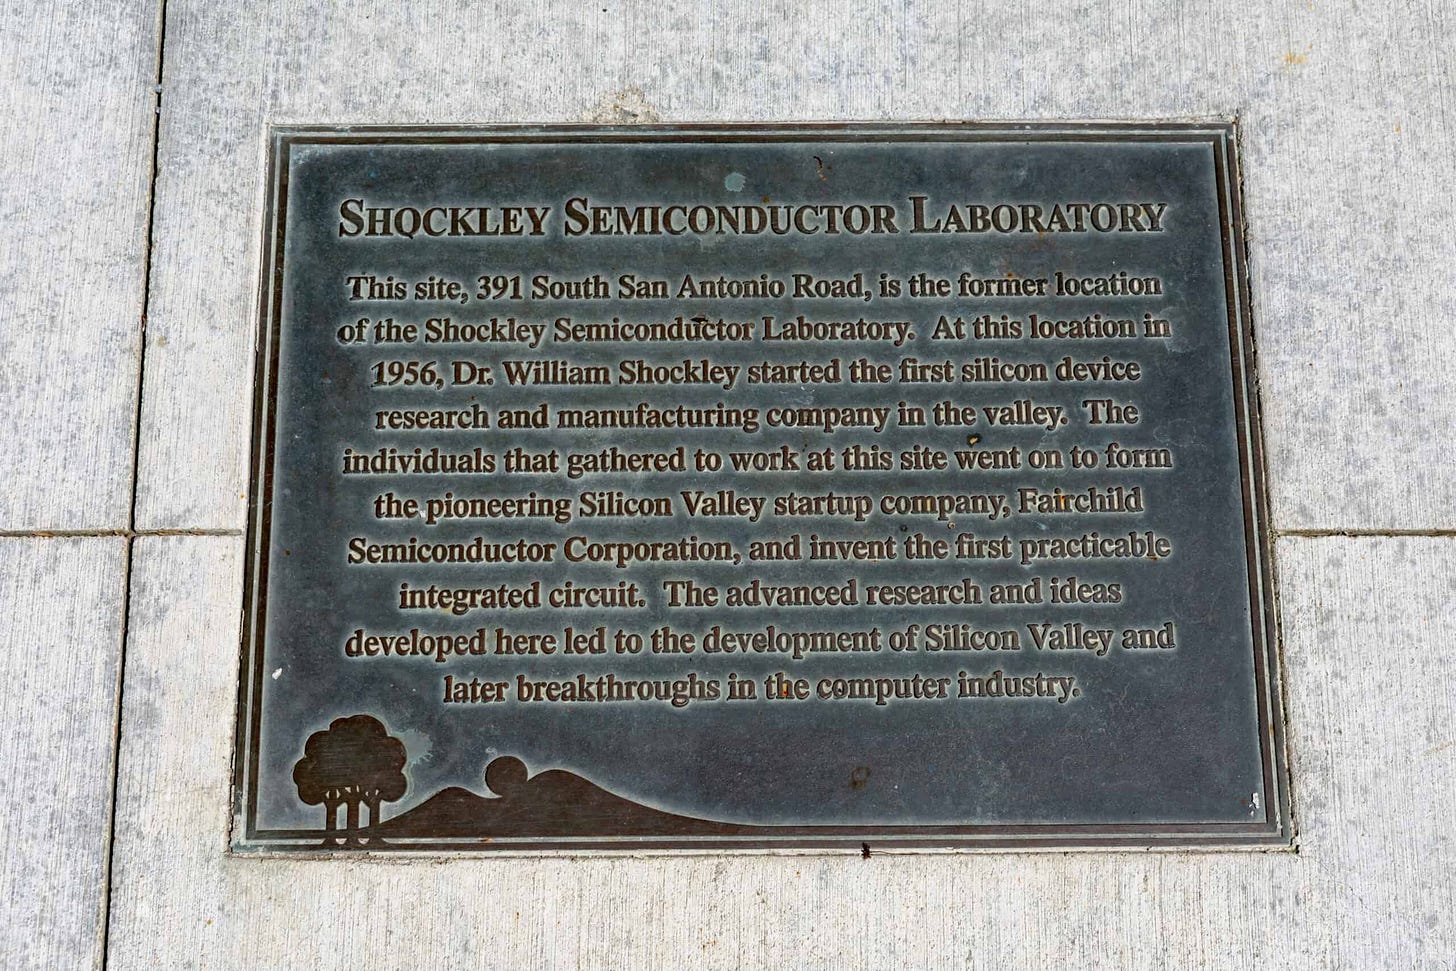 SHOCKLEY SEMICONDUCTOR LABORATORY
This site, 391 South San Antonio Road, is the former location
of the Shockley Semiconductor Laboratory. At this location in
1956, Dr. William Shockley started the first silicon device
research and manufacturing company in the valley. The
individuals that gathered to work at this site went on to form
the pioneering Silicon Valley startup company, Fairchild
Semiconductor Corporation, and invent the first practicable
integrated circuit. The advanced research and ideas
developed here led to the development of Silicon Valley and
later breakthroughs in the computer industry.